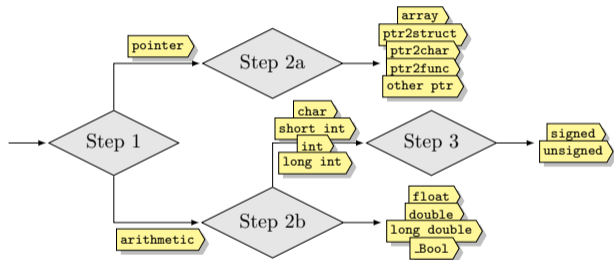 pointer
Step 2a
array
ptr2struct
ptr2char
ptr2func
other ptr
Step 1
char
short int
int
long int
Step 3
signed
unsigned
arithmetic
Step 2b
float
double
long double
_Bool